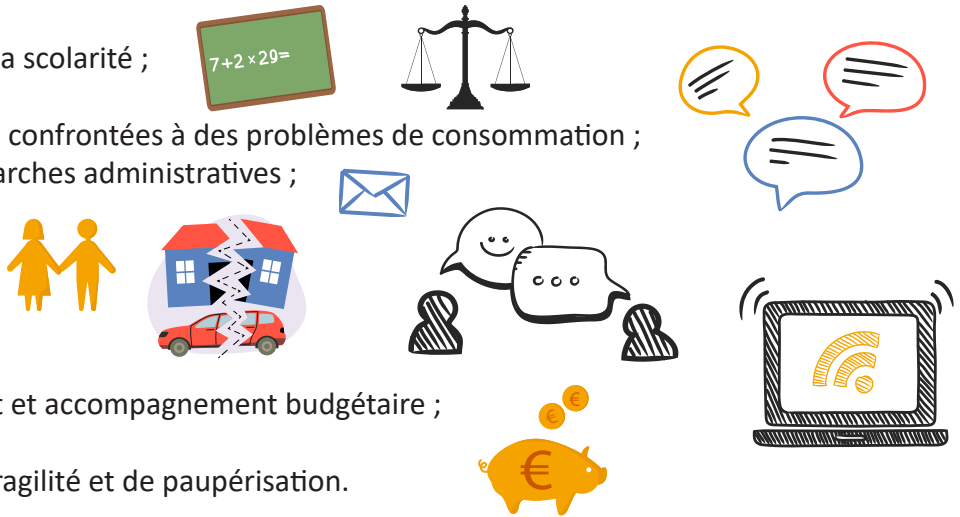 a scolarité ;
7+2×29=
confrontées à des problèmes de consommation ;
arches administratives ;
et accompagnement budgétaire ;
€
€
€
ragilité et de paupérisation.